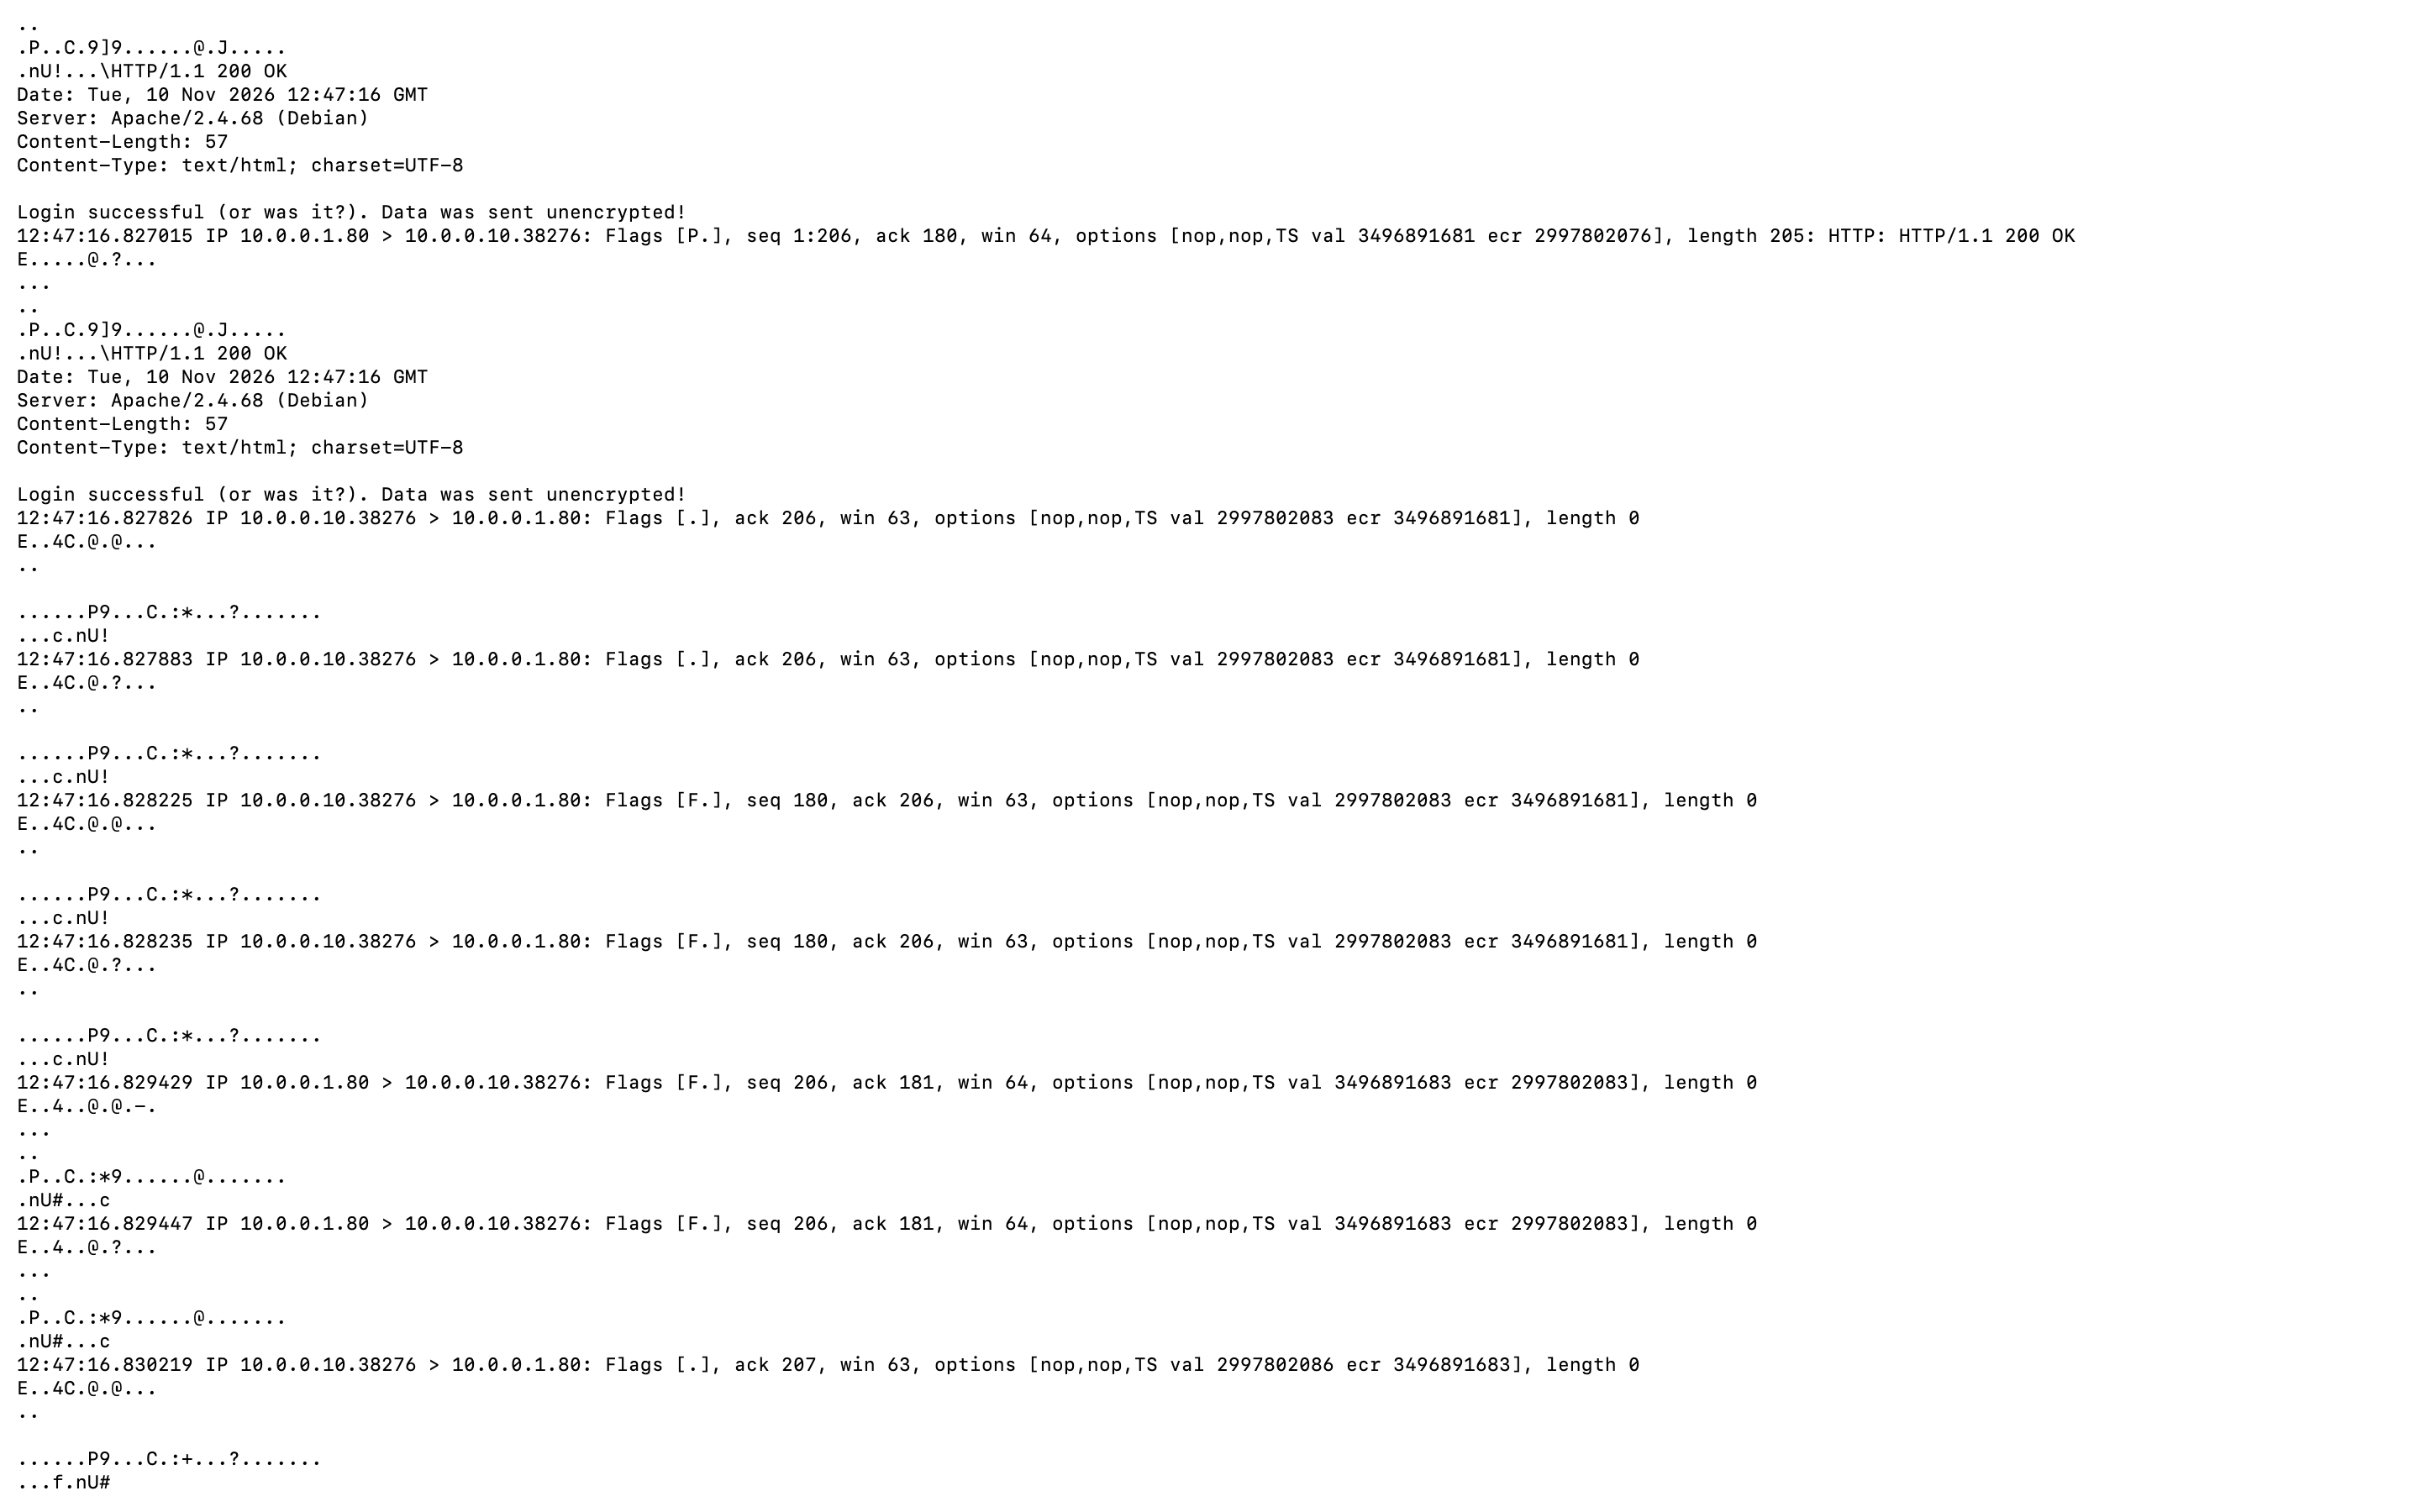 ..
.P..C.9]9......@.J.....
.nU!...\HTTP/1.1 200 OK
Date: Tue, 10 Nov 2026 12:47:16 GMT
Server: Apache/2.4.68 (Debian)
Content-Length: 57
Content-Type: text/html; charset=UTF-8

Login successful (or was it?). Data was sent unencrypted!
12:47:16.827015 IP 10.0.0.1.80 > 10.0.0.10.38276: Flags [P.], seq 1:206, ack 180, win 64, options [nop,nop,TS val 3496891681 ecr 2997802076], length 205: HTTP: HTTP/1.1 200 OK
E.....@.?...
...
..
.P..C.9]9......@.J.....
.nU!...\HTTP/1.1 200 OK
Date: Tue, 10 Nov 2026 12:47:16 GMT
Server: Apache/2.4.68 (Debian)
Content-Length: 57
Content-Type: text/html; charset=UTF-8

Login successful (or was it?). Data was sent unencrypted!
12:47:16.827826 IP 10.0.0.10.38276 > 10.0.0.1.80: Flags [.], ack 206, win 63, options [nop,nop,TS val 2997802083 ecr 3496891681], length 0
E..4C.@.@...
..

......P9...C.:*...?.......
...c.nU!
12:47:16.827883 IP 10.0.0.10.38276 > 10.0.0.1.80: Flags [.], ack 206, win 63, options [nop,nop,TS val 2997802083 ecr 3496891681], length 0
E..4C.@.?...
..

......P9...C.:*...?.......
...c.nU!
12:47:16.828225 IP 10.0.0.10.38276 > 10.0.0.1.80: Flags [F.], seq 180, ack 206, win 63, options [nop,nop,TS val 2997802083 ecr 3496891681], length 0
E..4C.@.@...
..

......P9...C.:*...?.......
...c.nU!
12:47:16.828235 IP 10.0.0.10.38276 > 10.0.0.1.80: Flags [F.], seq 180, ack 206, win 63, options [nop,nop,TS val 2997802083 ecr 3496891681], length 0
E..4C.@.?...
..

......P9...C.:*...?.......
...c.nU!
12:47:16.829429 IP 10.0.0.1.80 > 10.0.0.10.38276: Flags [F.], seq 206, ack 181, win 64, options [nop,nop,TS val 3496891683 ecr 2997802083], length 0
E..4..@.@.-.
...
..
.P..C.:*9......@.......
.nU#...c
12:47:16.829447 IP 10.0.0.1.80 > 10.0.0.10.38276: Flags [F.], seq 206, ack 181, win 64, options [nop,nop,TS val 3496891683 ecr 2997802083], length 0
E..4..@.?...
...
..
.P..C.:*9......@.......
.nU#...c
12:47:16.830219 IP 10.0.0.10.38276 > 10.0.0.1.80: Flags [.], ack 207, win 63, options [nop,nop,TS val 2997802086 ecr 3496891683], length 0
E..4C.@.@...
..

......P9...C.:+...?.......
...f.nU#